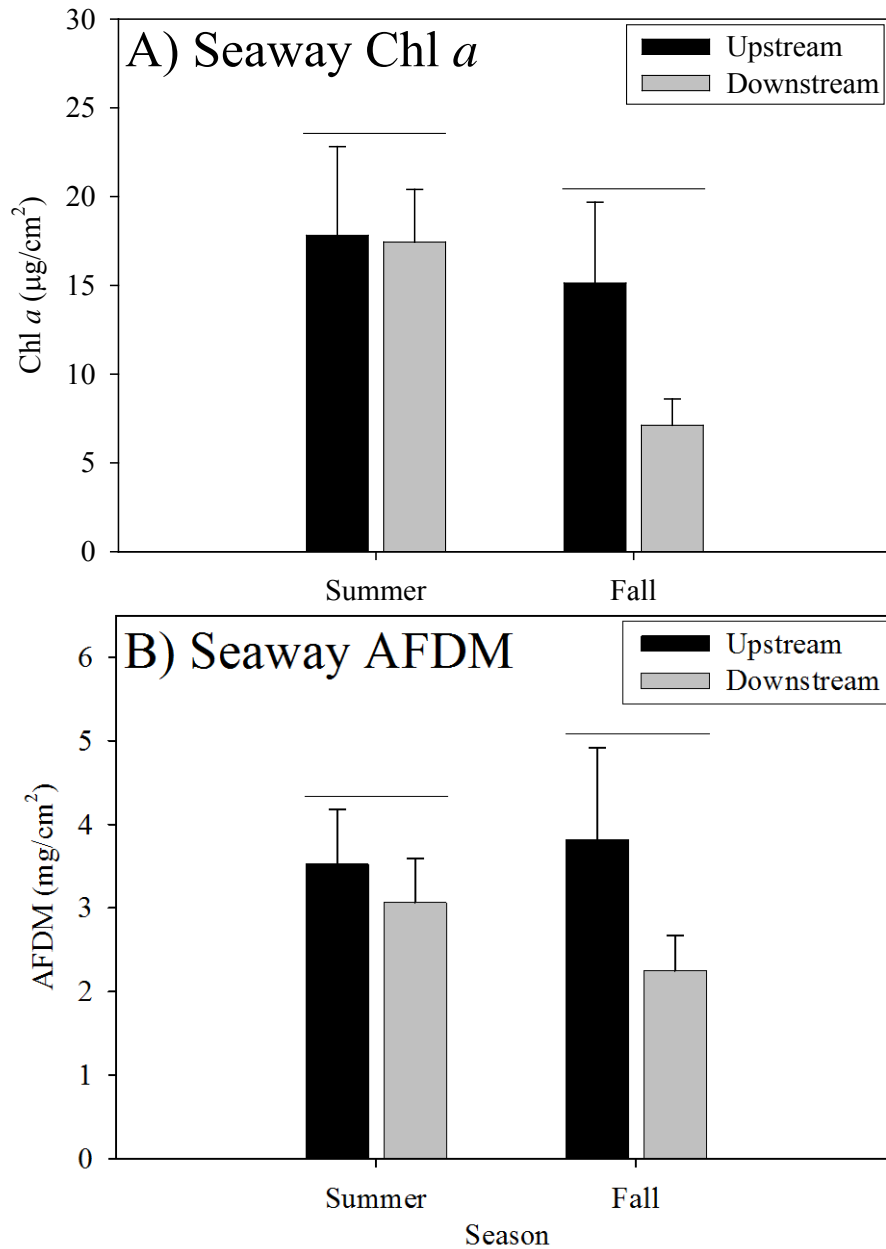 A) Seaway Chl a
Upstream
Downstream
30
25
20
15
10
5
0
Chl a (µg/cm²)
Summer Fall
B) Seaway AFDM
Upstream
Downstream
6
5
4
3
2
1
0
AFDM (mg/cm²)
Summer Fall
Season